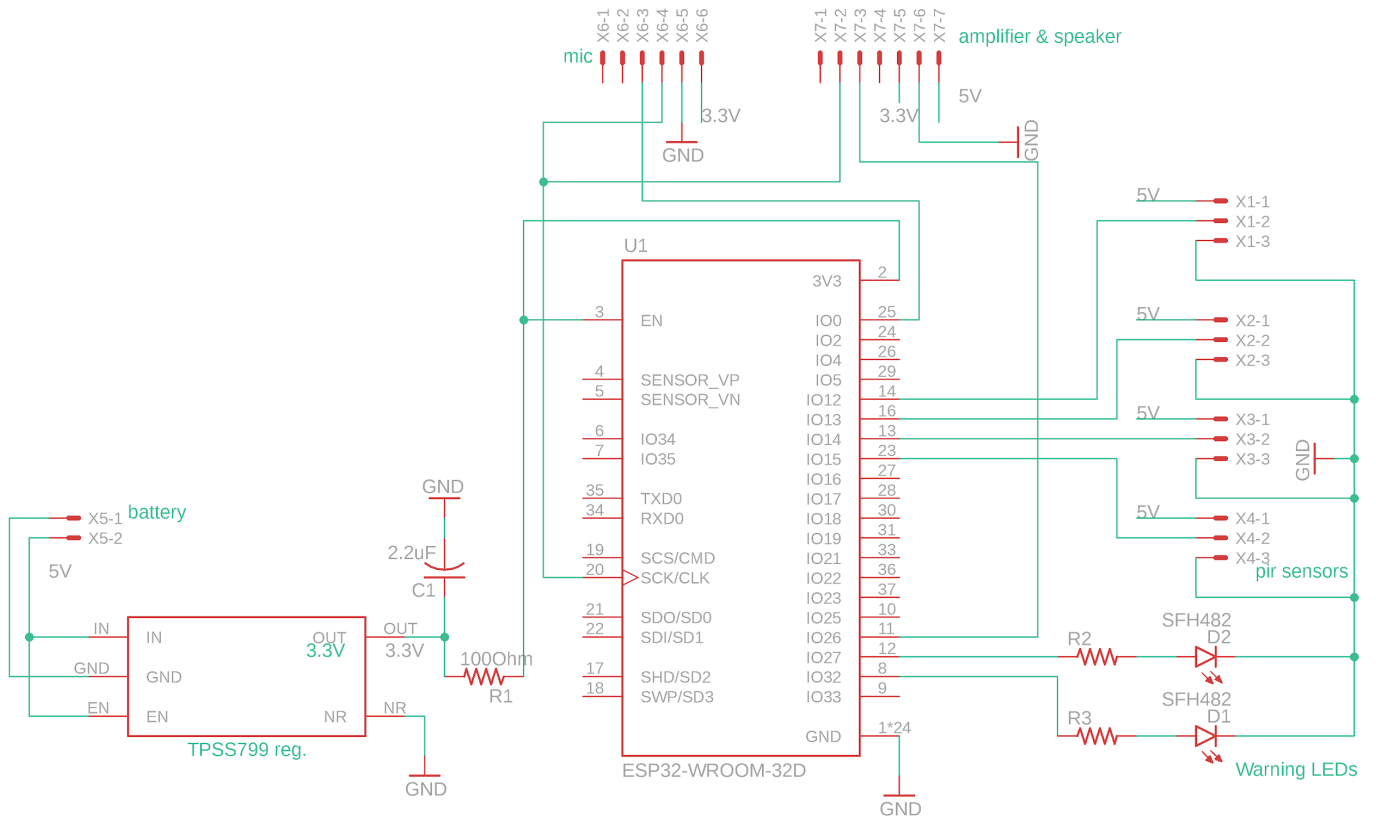 X6-1
X6-2
X6-3
X6-4
X6-5
X6-6
X7-1
X7-2
X7-3
X7-4
X7-5
X7-6
X7-7
mic
amplifier & speaker
3.3V
GND
3.3V
5V
GND
5V
X1-1
X1-2
X1-3
5V
X2-1
X2-2
X2-3
5V
X3-1
X3-2
X3-3
GND
5V
X4-1
X4-2
X4-3
pir sensors
U1
3 EN
4 SENSOR_VP
5 SENSOR_VN
6 IO34
7 IO35
35 TXD0
34 RXD0
19 SCS/CMD
20 SCK/CLK
21 SDO/SD0
22 SDI/SD1
17 SHD/SD2
18 SWP/SD3
3V3 2
IO0 25
IO2 24
IO4 26
IO5 29
IO12 14
IO13 16
IO14 13
IO15 23
IO16 27
IO17 28
IO18 30
IO19 31
IO21 33
IO22 36
IO23 37
IO25 10
IO26 11
IO27 12
IO32 8
IO33 9
GND 1*24
ESP32-WROOM-32D
GND
X5-1 battery
X5-2
5V
GND
2.2uF
C1
IN IN
GND GND
EN EN
OUT OUT
3.3V 3.3V
NR NR
TPSS799 reg.
GND
100Ohm
R1
R2
SFH482
D2
R3
SFH482
D1
Warning LEDs